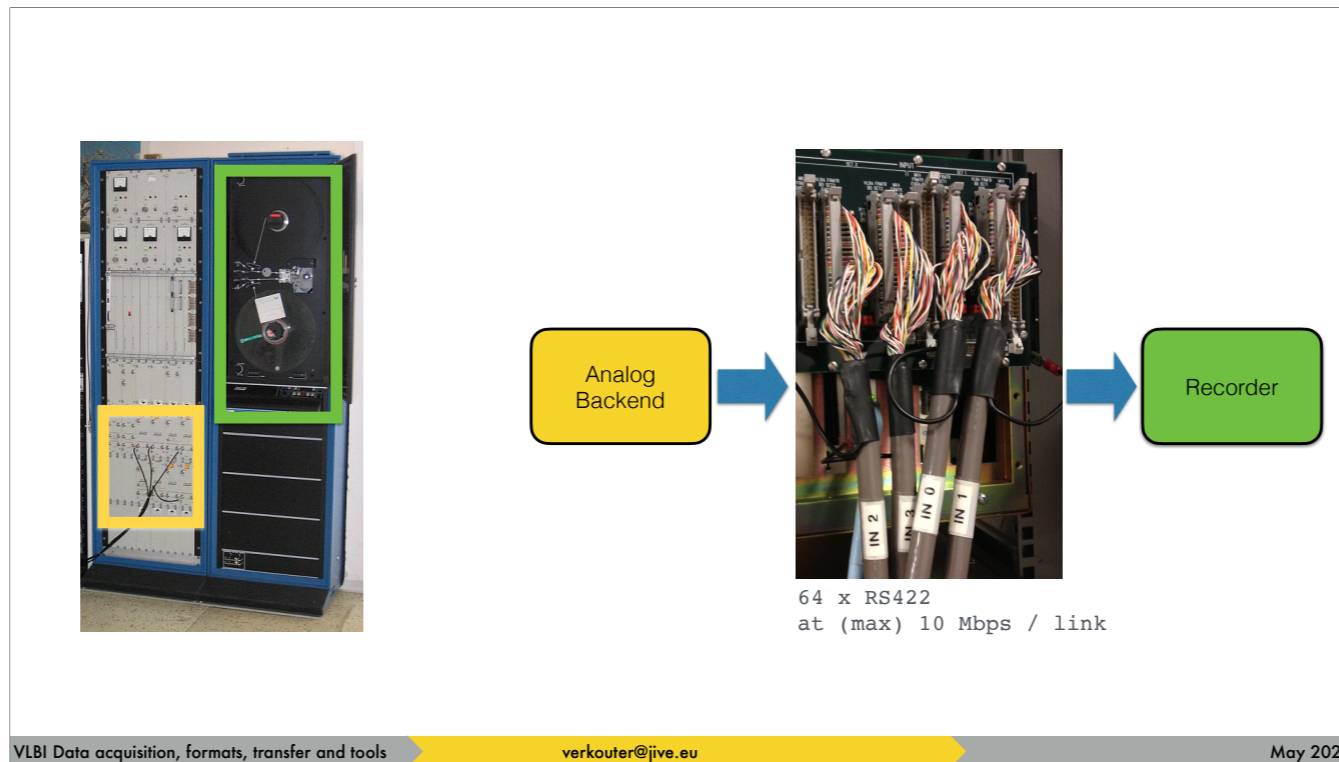 INPUT
Analog
Backend
Recorder
IN 2
IN 3
IN 0
IN 1
64 x RS422
at (max) 10 Mbps / link
VLBI Data acquisition, formats, transfer and tools
verkouter@jive.eu
May 202